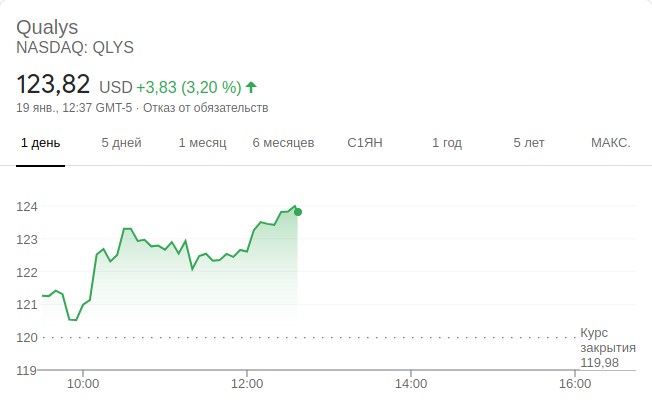 Qualys
NASDAQ: QLYS
123,82 USD +3,83 (3,20 %)
19 янв., 12:37 GMT-5 · Отказ от обязательств
1 день 5 дней 1 месяц 6 месяцев С1ЯН 1 год 5 лет МАКС.
124
123
122
121
120
Курс
закрытия
119,98
119
10:00 12:00 14:00 16:00